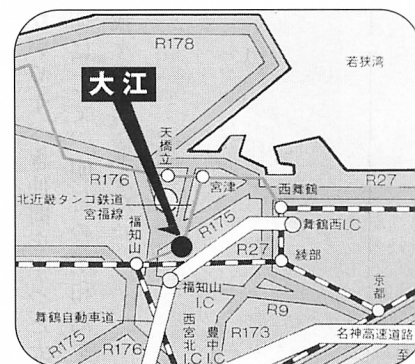 R178
若狭湾
大江
天橋立
宮津
西舞鶴
R27
R176
北近畿タンゴ鉄道
宮福線
R175
舞鶴西I.C
福知山
R27
綾部
福知山
I.C
京都
舞鶴自動車道
R9
名神高速道路
西宮北I.C
豊中I.C
R173
R175
R176
至